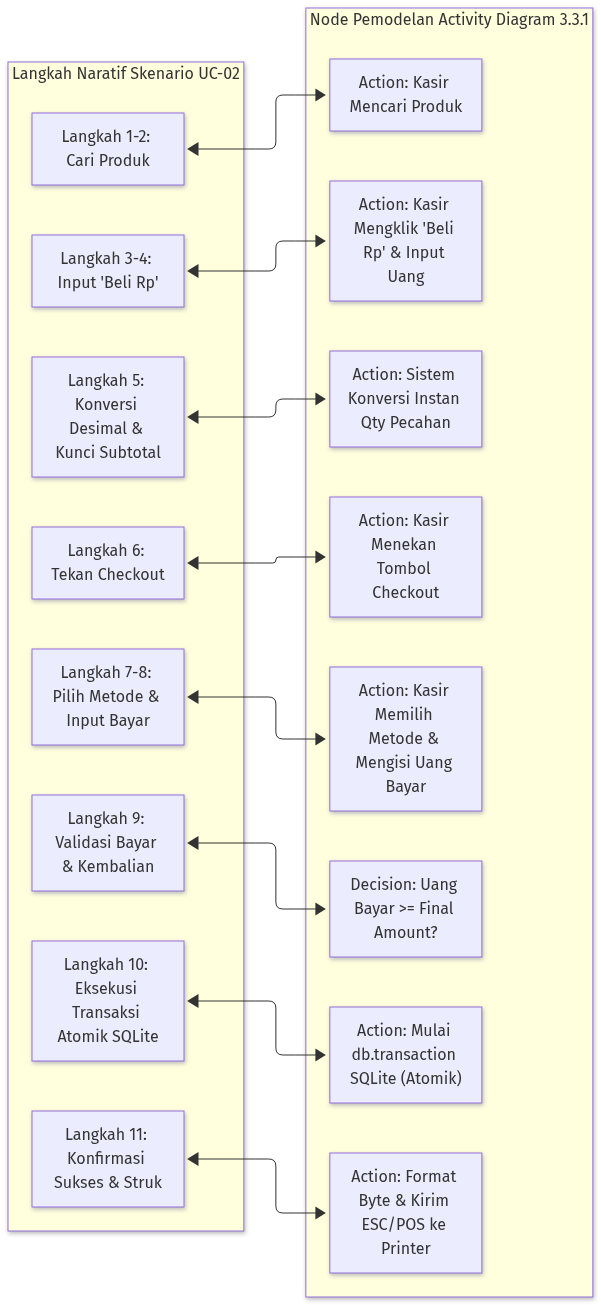 Langkah Naratif Skenario UC-02
Langkah 1-2:
Cari Produk
Langkah 3-4:
Input 'Beli Rp'
Langkah 5:
Konversi
Desimal &
Kunci Subtotal
Langkah 6:
Tekan Checkout
Langkah 7-8:
Pilih Metode &
Input Bayar
Langkah 9:
Validasi Bayar
& Kembalian
Langkah 10:
Eksekusi
Transaksi
Atomik SQLite
Langkah 11:
Konfirmasi
Sukses & Struk
Node Pemodelan Activity Diagram 3.3.1
Action: Kasir
Mencari Produk
Action: Kasir
Mengklik 'Beli
Rp' & Input
Uang
Action: Sistem
Konversi Instan
Qty Pecahan
Action: Kasir
Menekan
Tombol
Checkout
Action: Kasir
Memilih
Metode &
Mengisi Uang
Bayar
Decision: Uang
Bayar >= Final
Amount?
Action: Mulai
db.transaction
SQLite (Atomik)
Action: Format
Byte & Kirim
ESC/POS ke
Printer